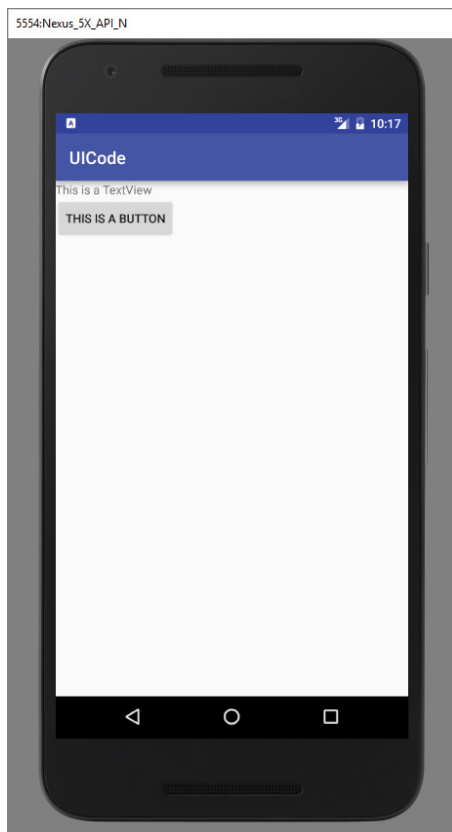 5554:Nexus_5X_API_N
3G 10:17
UICode
This is a TextView
THIS IS A BUTTON